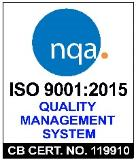 nqa.
ISO 9001:2015
QUALITY
MANAGEMENT
SYSTEM
CB CERT. NO. 119910